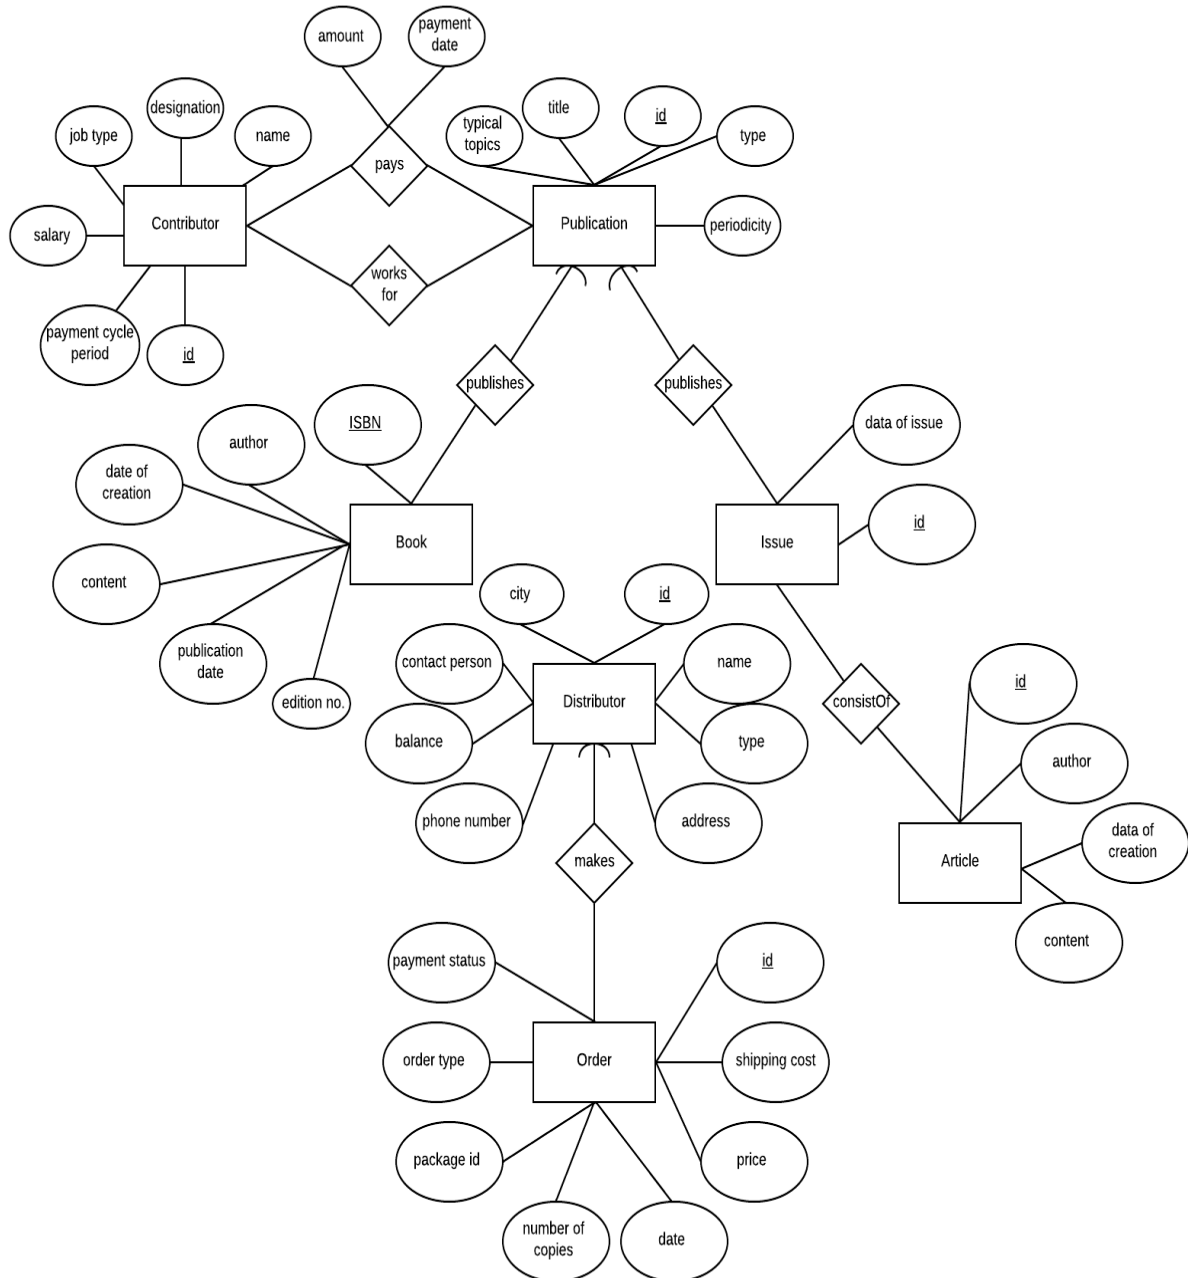 amount
payment
date
designation
job type
name
pays
typical
topics
title
id
type
salary
Contributor
Publication
periodicity
works
for
payment cycle
period
id
publishes
publishes
ISBN
author
data of issue
date of
creation
id
Book
Issue
content
city
id
publication
date
contact person
name
id
edition no.
Distributor
consistOf
balance
type
author
phone number
address
data of
creation
makes
Article
content
payment status
id
order type
Order
shipping cost
package id
price
number of
copies
date